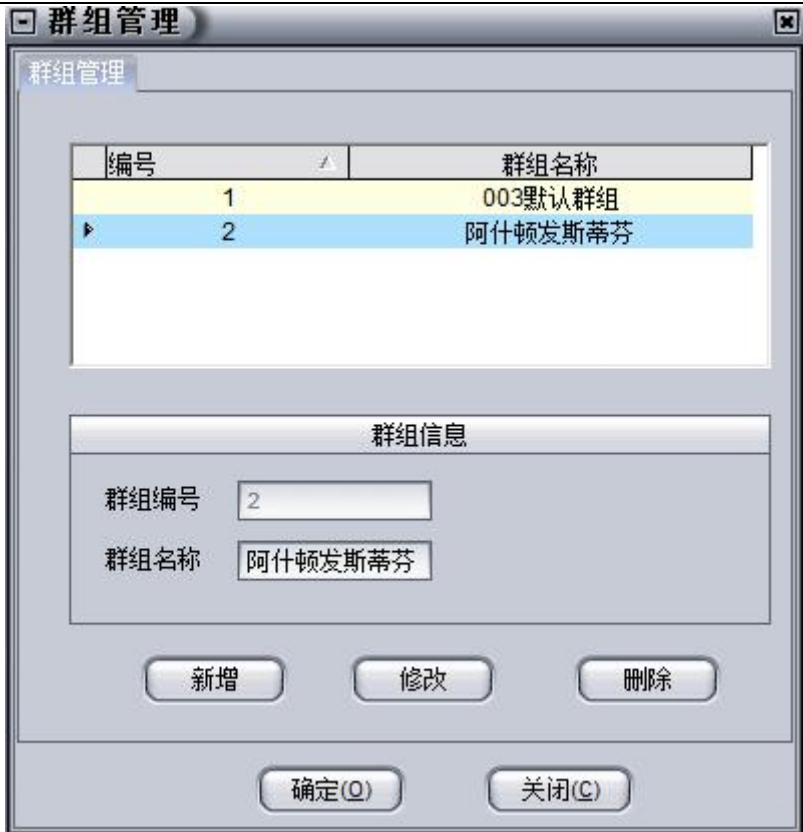 群组管理
群组管理
编号 群组名称
1 003默认群组
2 阿什顿发斯蒂芬
群组信息
群组编号 2
群组名称 阿什顿发斯蒂芬
新增 修改 删除
确定(O) 关闭(C)